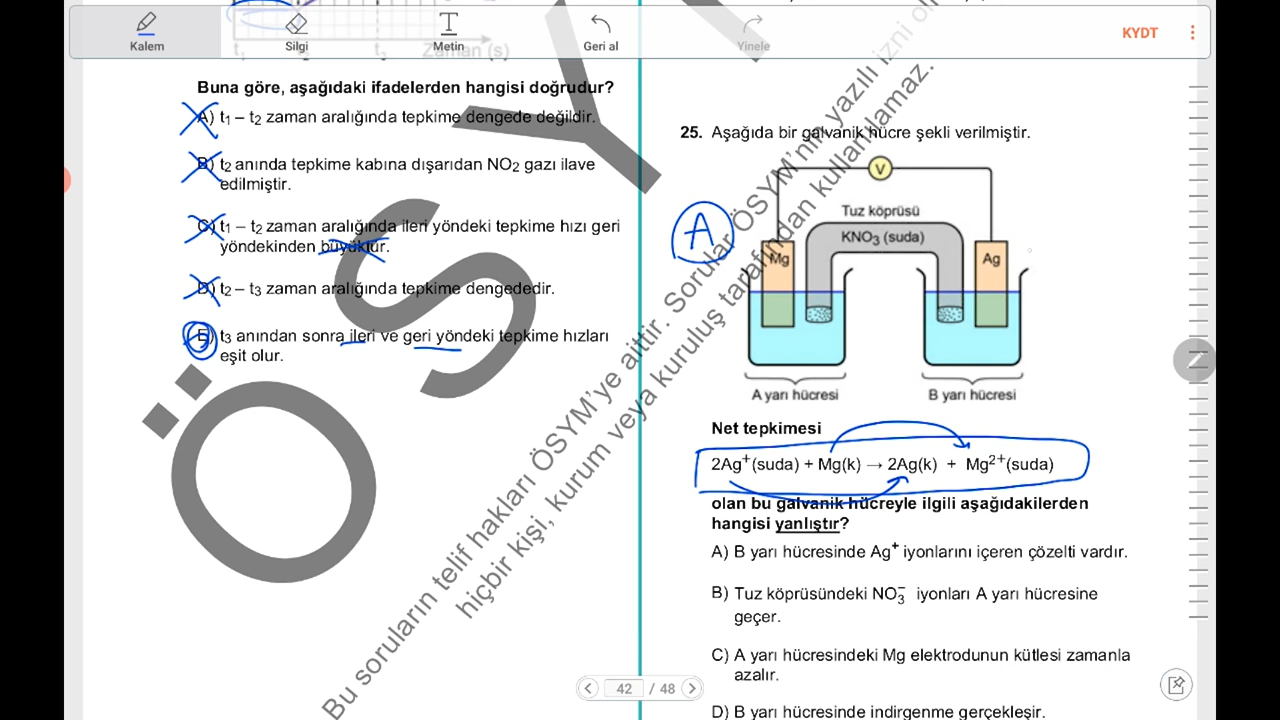 Kalem
Silgi
Metin
Geri al
Yinele
KYDT
t₁
t₃
Zaman (s)
Buna göre, aşağıdaki ifadelerden hangisi doğrudur?
A) t₁ – t₂ zaman aralığında tepkime dengede değildir.
B) t₂ anında tepkime kabına dışarıdan NO₂ gazı ilave
edilmiştir.
C) t₁ – t₂ zaman aralığında ileri yöndeki tepkime hızı geri
yöndekinden büyüktür.
D) t₂ – t₃ zaman aralığında tepkime dengededir.
E) t₃ anından sonra ileri ve geri yöndeki tepkime hızları
eşit olur.
ÖSY
Bu soruların telif hakları ÖSYM'ye aittir. Sorular ÖSYM'nin yazılı izni
hiçbir kişi, kurum veya kuruluş tarafından kullanılamaz.
25. Aşağıda bir galvanik hücre şekli verilmiştir.
V
A
Tuz köprüsü
KNO₃ (suda)
Mg
Ag
A yarı hücresi
B yarı hücresi
Net tepkimesi
2Ag⁺(suda) + Mg(k) → 2Ag(k) + Mg²⁺(suda)
olan bu galvanik hücreyle ilgili aşağıdakilerden
hangisi yanlıştır?
A) B yarı hücresinde Ag⁺ iyonlarını içeren çözelti vardır.
B) Tuz köprüsündeki NO₃⁻ iyonları A yarı hücresine
geçer.
C) A yarı hücresindeki Mg elektrodunun kütlesi zamanla
azalır.
42 / 48
D) B yarı hücresinde indirgenme gerçekleşir.